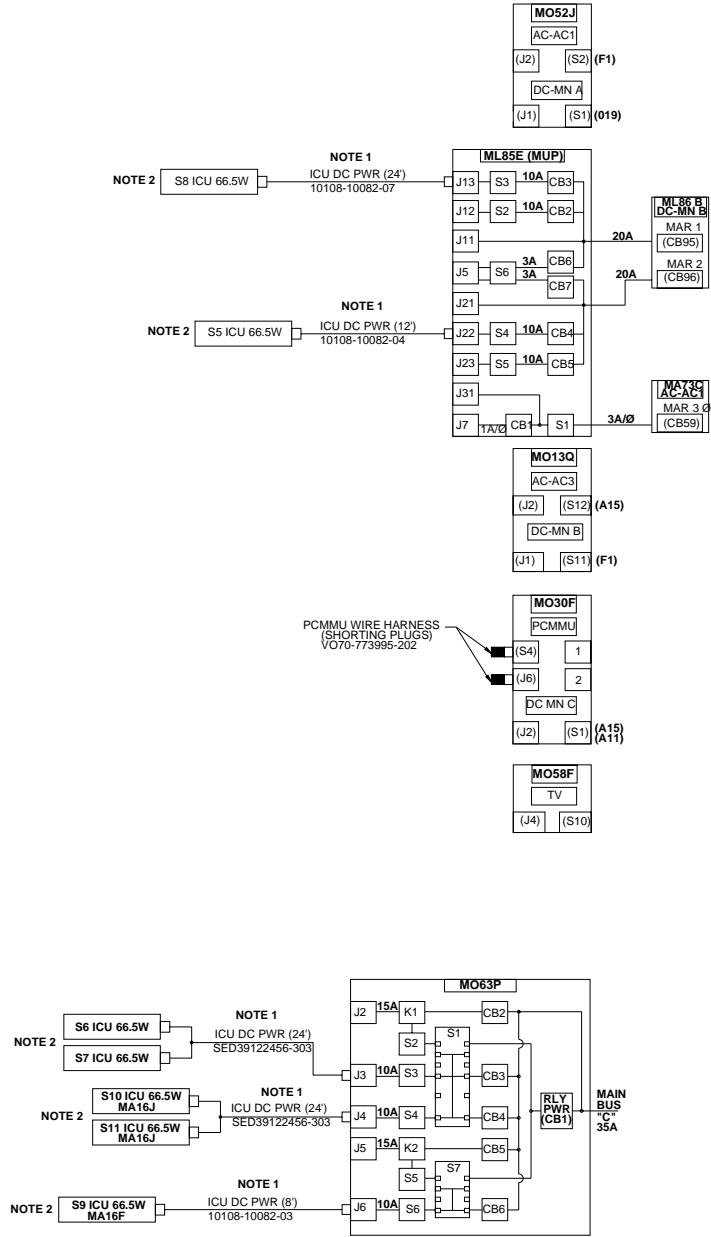 MO52J
AC-AC1
(J2) (S2) (F1)
DC-MN A
(J1) (S1) (019)
ML85E (MUP)
NOTE 1
NOTE 2 S8 ICU 66.5W ICU DC PWR (24') J13 S3 10A CB3
10108-10082-07
J12 S2 10A CB2
ML86 B
DC-MN B
MAR 1
J11 20A (CB95)
MAR 2
J5 S6 3A CB6 20A (CB96)
3A CB7
J21
NOTE 1
NOTE 2 S5 ICU 66.5W ICU DC PWR (12') J22 S4 10A CB4
10108-10082-04
J23 S5 10A CB5
J31
MA73C
AC-AC1
MAR 3 Ø
J7 1A/Ø CB1 S1 3A/Ø (CB59)
MO13Q
AC-AC3
(J2) (S12) (A15)
DC-MN B
(J1) (S11) (F1)
MO30F
PCMMU
PCMMU WIRE HARNESS
(SHORTING PLUGS)
VO70-773995-202
(S4) 1
(J6) 2
DC MN C
(J2) (S1) (A15)
(A11)
MO58F
TV
(J4) (S10)
MO63P
J2 15A K1 CB2
S2 S1
NOTE 1
NOTE 2 S6 ICU 66.5W
S7 ICU 66.5W
ICU DC PWR (24')
SED39122456-303
J3 10A S3 CB3
NOTE 1
NOTE 2 S10 ICU 66.5W
MA16J
S11 ICU 66.5W
MA16J
ICU DC PWR (24')
SED39122456-303
J4 10A S4 CB4
RLY
PWR
(CB1)
MAIN
BUS
"C"
35A
J5 15A K2 CB5
S5 S7
NOTE 1
NOTE 2 S9 ICU 66.5W
MA16F
ICU DC PWR (8')
10108-10082-03
J6 10A S6 CB6